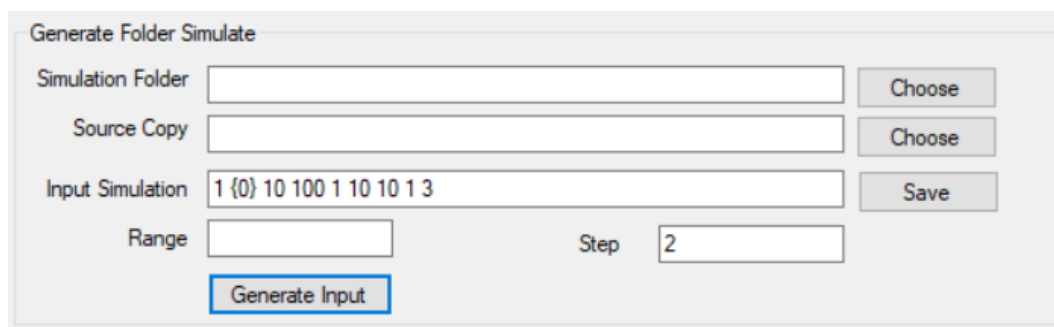 Generate Folder Simulate
Simulation Folder Choose
Source Copy Choose
Input Simulation 1 {0} 10 100 1 10 10 1 3 Save
Range Step 2
Generate Input